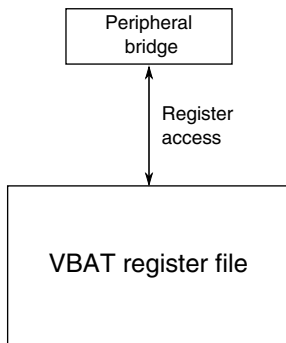 Peripheral
bridge
Register
access
VBAT register file